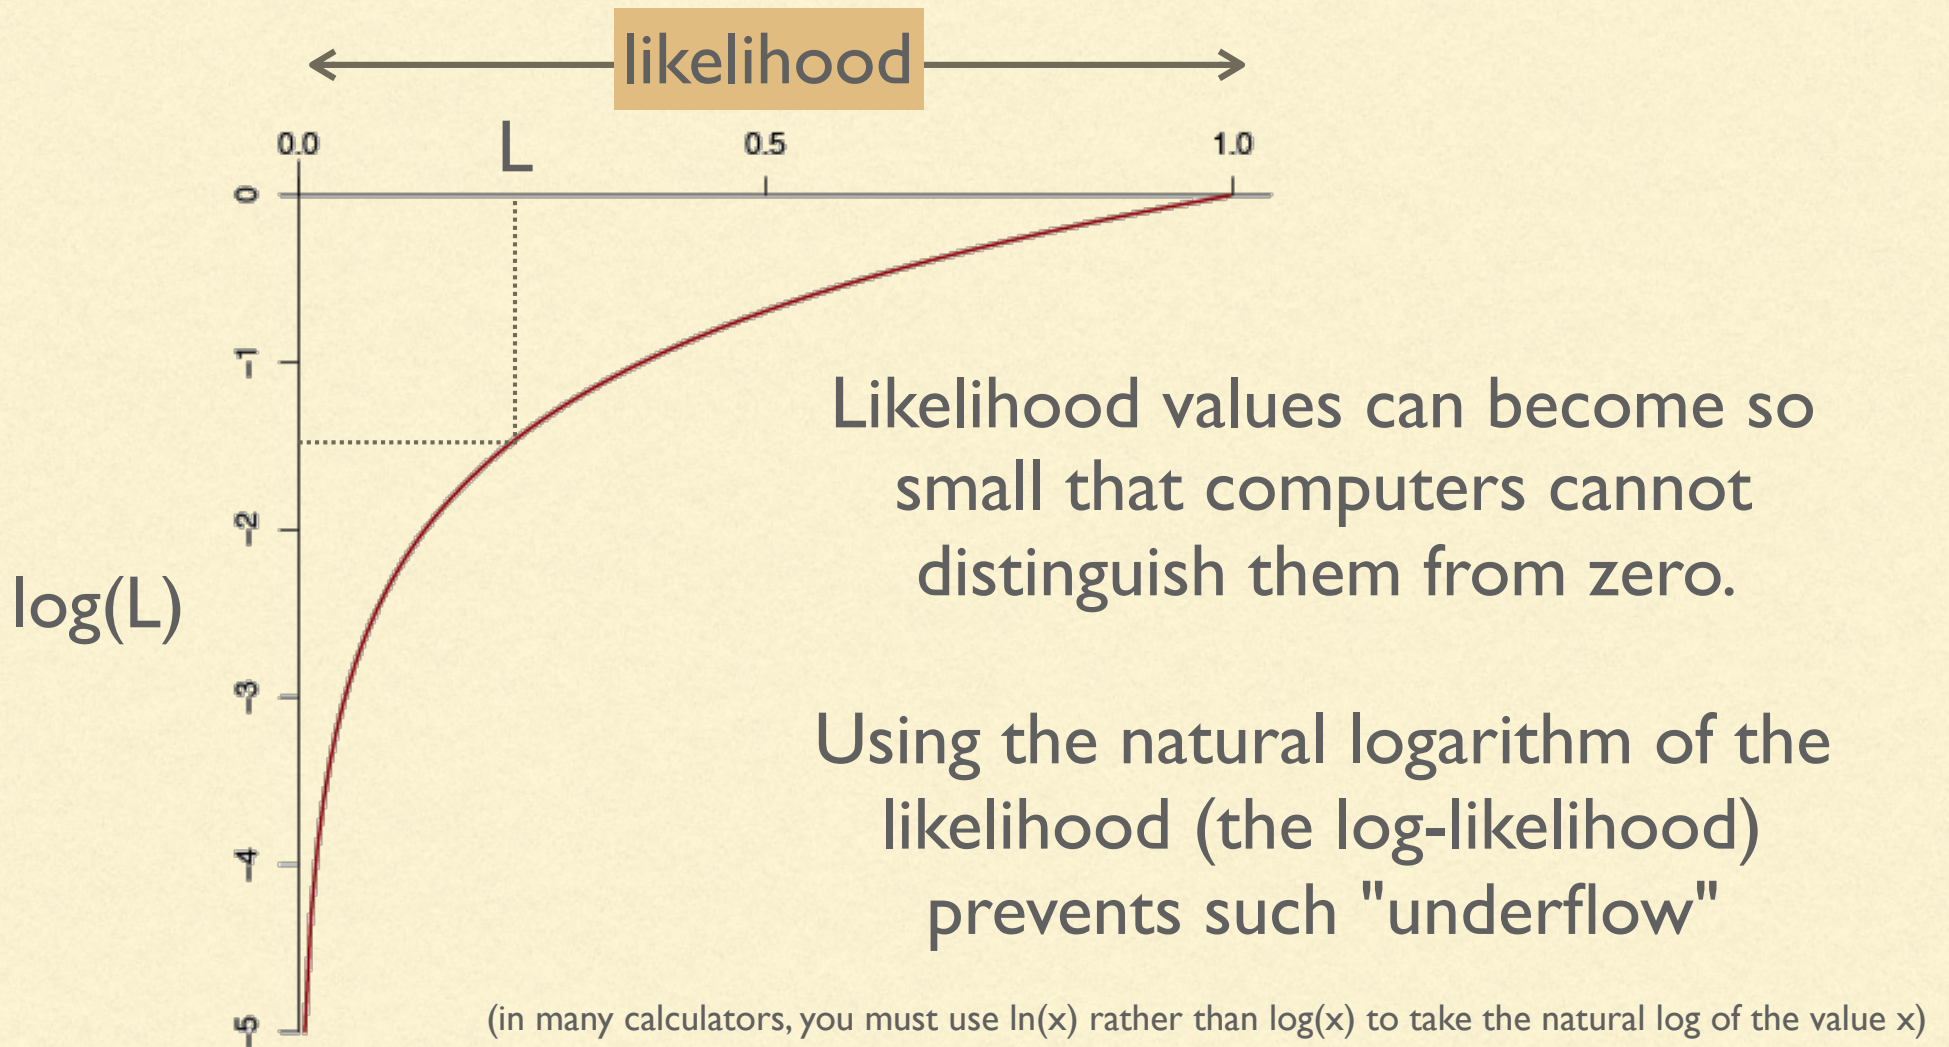 likelihood
0.0 L 0.5 1.0
0
-1
-2
-3
-4
-5
log(L)
Likelihood values can become so
small that computers cannot
distinguish them from zero.
Using the natural logarithm of the
likelihood (the log-likelihood)
prevents such "underflow"
(in many calculators, you must use ln(x) rather than log(x) to take the natural log of the value x)